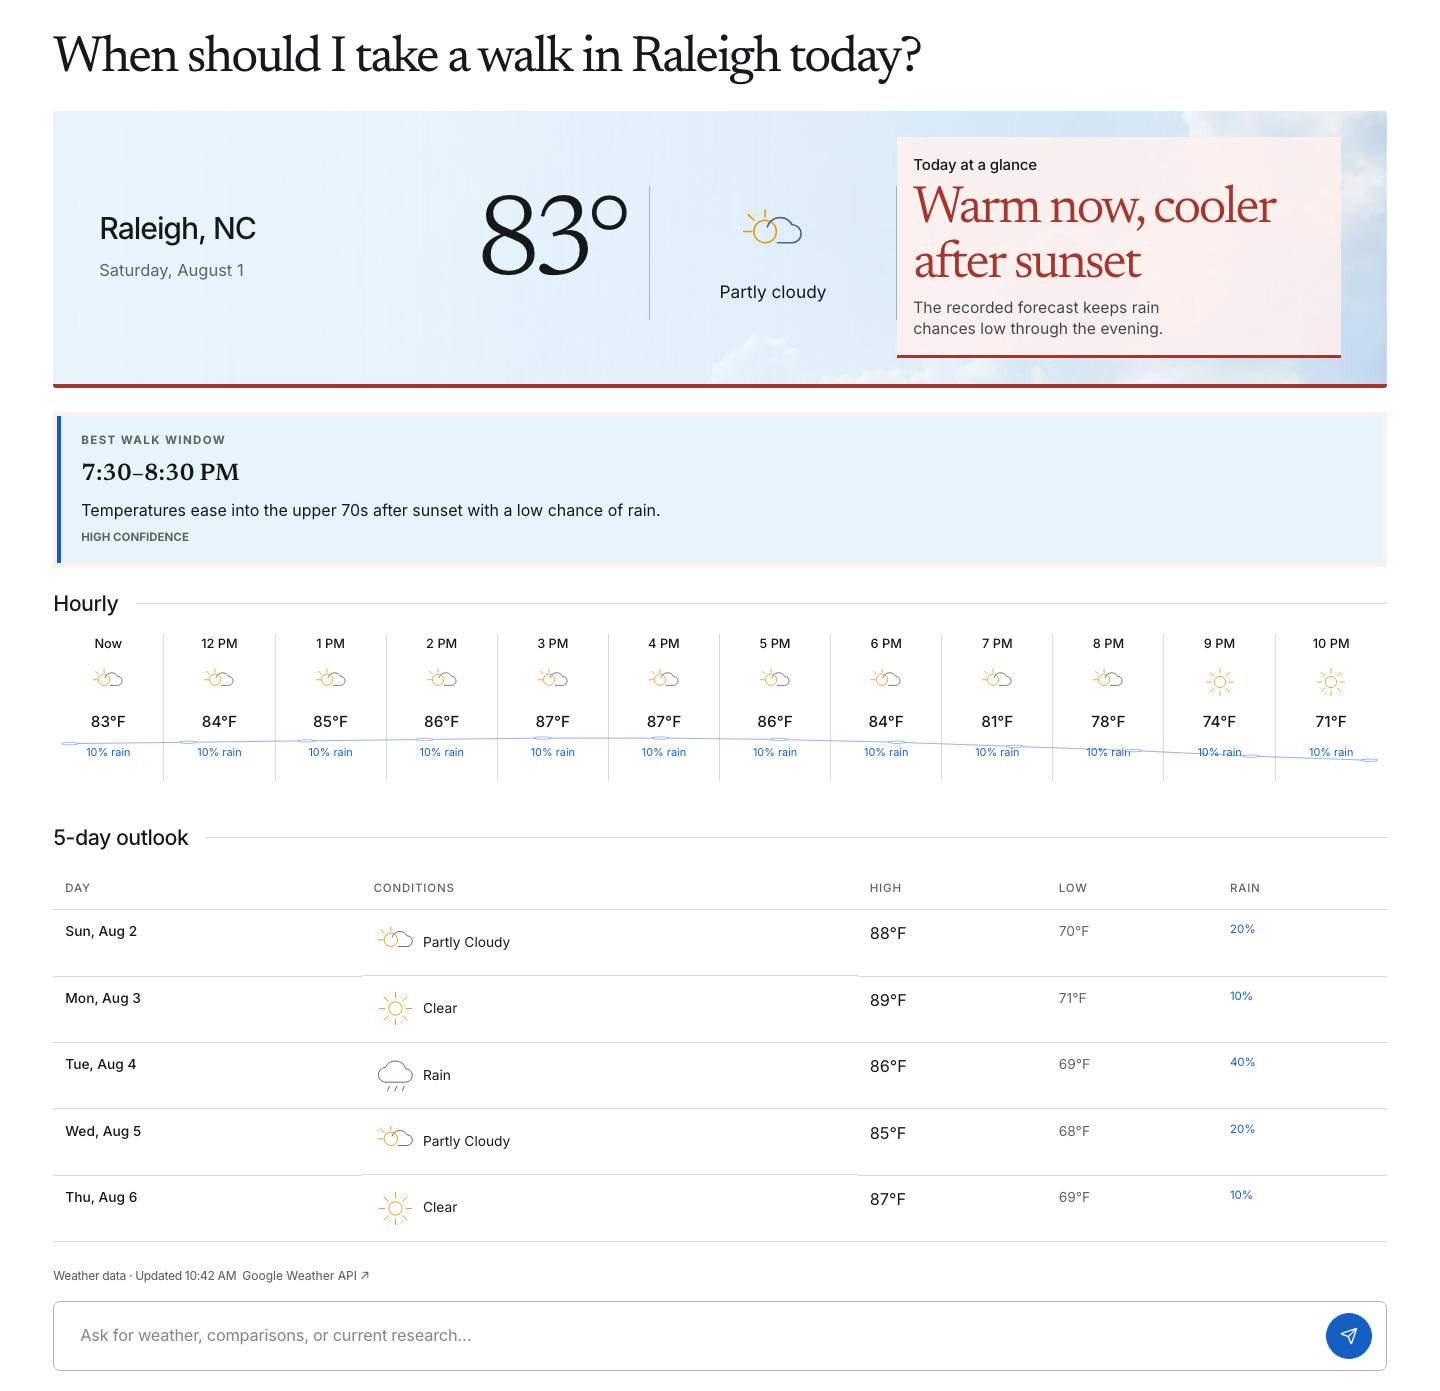 When should I take a walk in Raleigh today?
Raleigh, NC
Saturday, August 1
83°
Partly cloudy
Today at a glance
Warm now, cooler
after sunset
The recorded forecast keeps rain
chances low through the evening.
BEST WALK WINDOW
7:30–8:30 PM
Temperatures ease into the upper 70s after sunset with a low chance of rain.
HIGH CONFIDENCE
Hourly
Now 12 PM 1 PM 2 PM 3 PM 4 PM 5 PM 6 PM 7 PM 8 PM 9 PM 10 PM
83°F 84°F 85°F 86°F 87°F 87°F 86°F 84°F 81°F 78°F 74°F 71°F
10% rain 10% rain 10% rain 10% rain 10% rain 10% rain 10% rain 10% rain 10% rain 10% rain 10% rain 10% rain
5-day outlook
DAY CONDITIONS HIGH LOW RAIN
Sun, Aug 2 Partly Cloudy 88°F 70°F 20%
Mon, Aug 3 Clear 89°F 71°F 10%
Tue, Aug 4 Rain 86°F 69°F 40%
Wed, Aug 5 Partly Cloudy 85°F 68°F 20%
Thu, Aug 6 Clear 87°F 69°F 10%
Weather data · Updated 10:42 AM Google Weather API ↗
Ask for weather, comparisons, or current research...